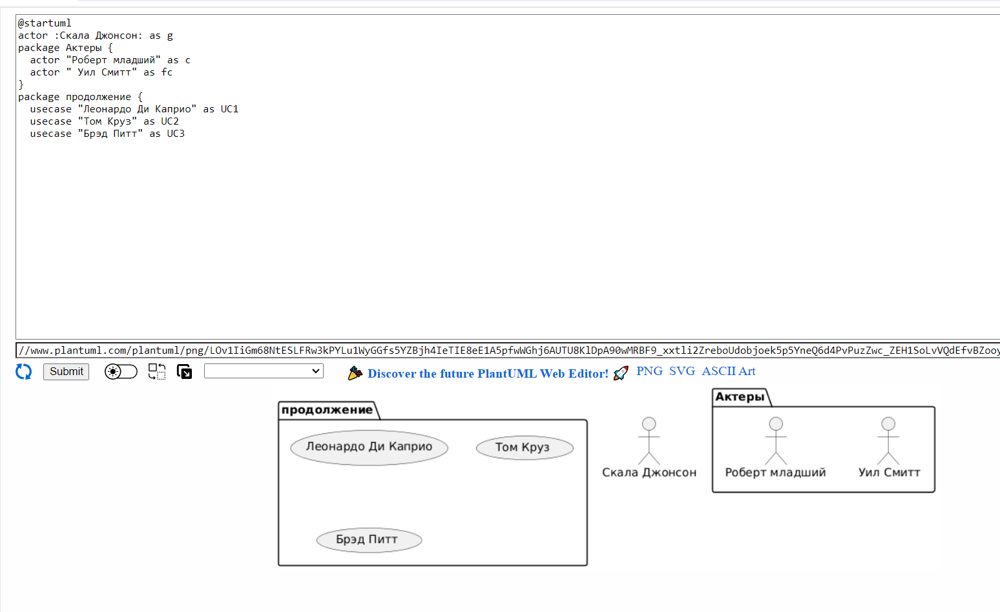 @startuml
actor :Скала Джонсон: as g
package Актеры {
  actor "Роберт младший" as c
  actor " Уил Смитт" as fc
}
package продолжение {
  usecase "Леонардо Ди Каприо" as UC1
  usecase "Том Круз" as UC2
  usecase "Брэд Питт" as UC3
//www.plantuml.com/plantuml/png/LOv1IiGm68NtESLFRw3kPYLu1WyGGfs5YZBjh4IeTIE8eE1A5pfwWGhj6AUTU8KlDpA90wMRBF9_xxtli2ZreboUdobjoek5p5YneQ6d4PvPuzZwc_ZEH1SoLvVQdEfvBZooy
Submit
Discover the future PlantUML Web Editor! PNG SVG ASCII Art
Актеры
продолжение
Леонардо Ди Каприо
Том Круз
Скала Джонсон
Роберт младший
Уил Смитт
Брэд Питт